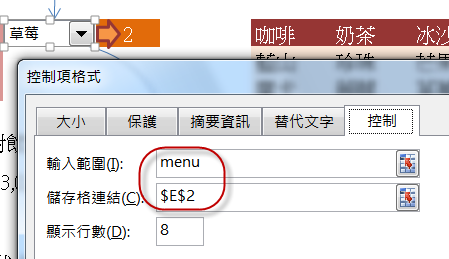 草莓 2 咖啡 奶茶 冰沙
控制項格式
大小 保護 摘要資訊 替代文字 控制
輸入範圍(I): menu
儲存格連結(C): $E$2
顯示行數(D): 8